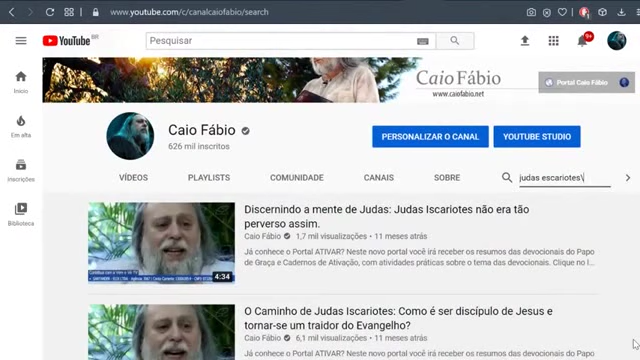 www.youtube.com/c/canalcaiofabio/search
YouTube BR
Pesquisar
9+
Caio Fábio
www.caiofabio.net
Portal Caio Fábio
Início
Em alta
Inscrições
Biblioteca
Caio Fábio
626 mil inscritos
PERSONALIZAR O CANAL
YOUTUBE STUDIO
VÍDEOS
PLAYLISTS
COMUNIDADE
CANAIS
SOBRE
judas escariotes\
Discernindo a mente de Judas: Judas Iscariotes não era tão
perverso assim.
Caio Fábio 1,7 mil visualizações • 11 meses atrás
Já conhece o Portal ATIVAR? Neste novo portal você irá receber os resumos das devocionais do Papo
de Graça e Cadernos de Ativação, com atividades práticas sobre o tema das devocionais. Clique no l...
4:34
O Caminho de Judas Iscariotes: Como é ser discípulo de Jesus e
tornar-se um traidor do Evangelho?
Caio Fábio 6,1 mil visualizações • 11 meses atrás
Já conhece o Portal ATIVAR? Neste novo portal você irá receber os resumos das devocionais do Papo